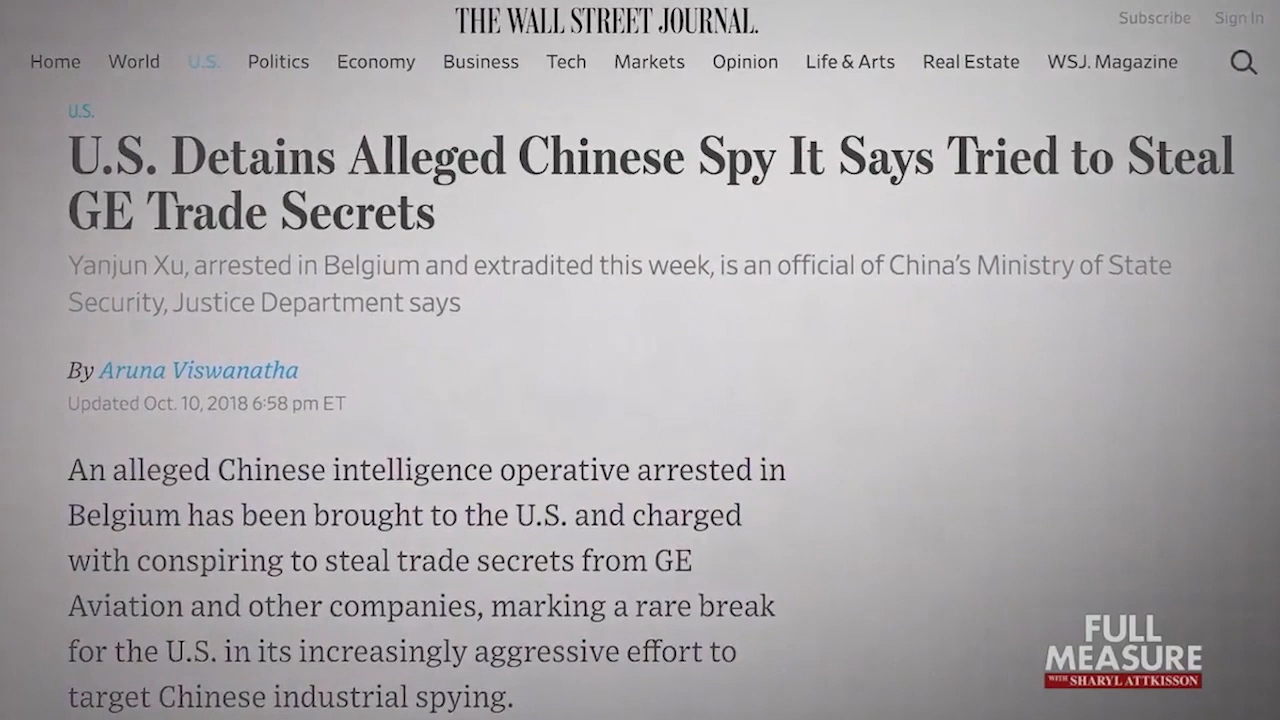 THE WALL STREET JOURNAL.
Subscribe Sign In
Home World U.S. Politics Economy Business Tech Markets Opinion Life & Arts Real Estate WSJ. Magazine
U.S.
U.S. Detains Alleged Chinese Spy It Says Tried to Steal
GE Trade Secrets
Yanjun Xu, arrested in Belgium and extradited this week, is an official of China's Ministry of State
Security, Justice Department says
By Aruna Viswanatha
Updated Oct. 10, 2018 6:58 pm ET
An alleged Chinese intelligence operative arrested in
Belgium has been brought to the U.S. and charged
with conspiring to steal trade secrets from GE
Aviation and other companies, marking a rare break
for the U.S. in its increasingly aggressive effort to
target Chinese industrial spying.
FULL
MEASURE
WITH SHARYL ATTKISSON